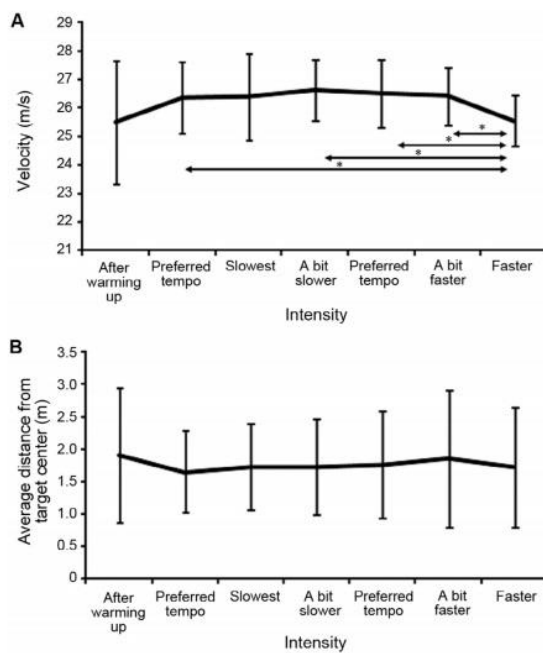 A
29
28
27
26
25
24
23
22
21
Velocity (m/s)
*
*
*
*
After
warming
up
Preferred
tempo
Slowest
A bit
slower
Preferred
tempo
A bit
faster
Faster
Intensity
B
3.5
3.0
2.5
2.0
1.5
1.0
0.5
0
Average distance from
target center (m)
After
warming
up
Preferred
tempo
Slowest
A bit
slower
Preferred
tempo
A bit
faster
Faster
Intensity